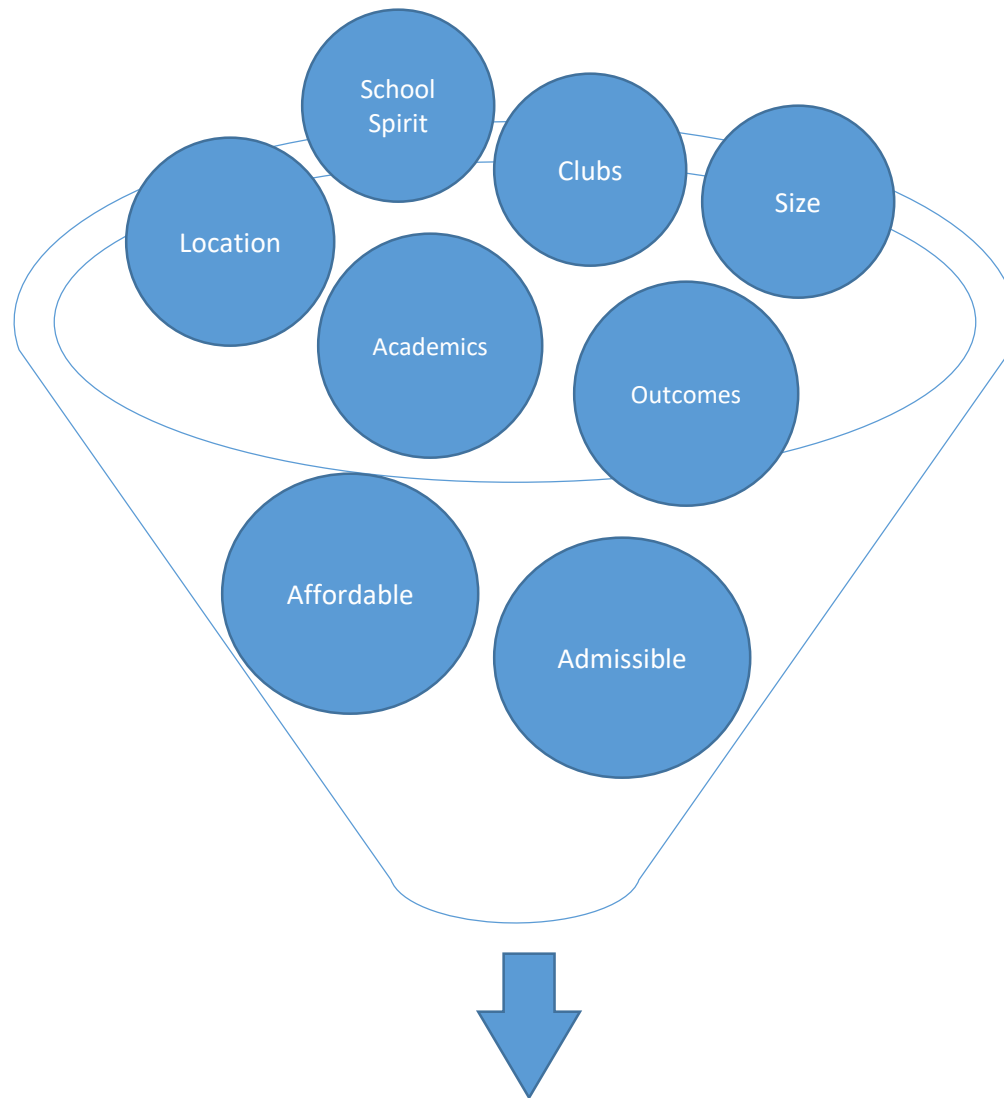 School
Spirit
Clubs
Size
Location
Academics
Outcomes
Affordable
Admissible